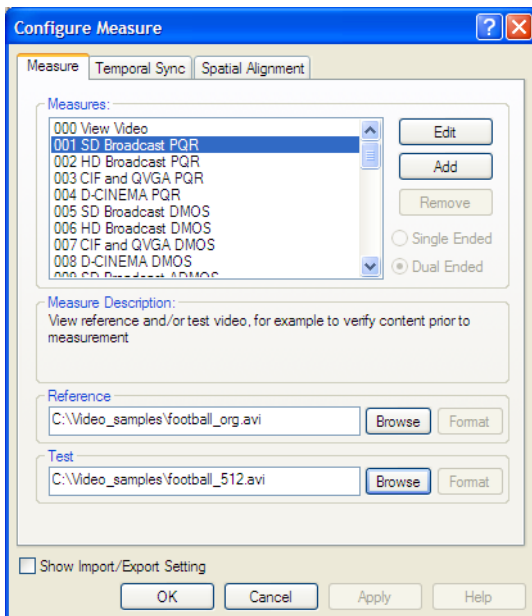 Configure Measure
Measure
Temporal Sync
Spatial Alignment
Measures:
000 View Video
001 SD Broadcast PQR
002 HD Broadcast PQR
003 CIF and QVGA PQR
004 D-CINEMA PQR
005 SD Broadcast DMOS
006 HD Broadcast DMOS
007 CIF and QVGA DMOS
008 D-CINEMA DMOS
009 SD Broadcast ADMOS
Edit
Add
Remove
Single Ended
Dual Ended
Measure Description:
View reference and/or test video, for example to verify content prior to
measurement
Reference
C:\Video_samples\football_org.avi
Browse
Format
Test
C:\Video_samples\football_512.avi
Browse
Format
Show Import/Export Setting
OK
Cancel
Apply
Help